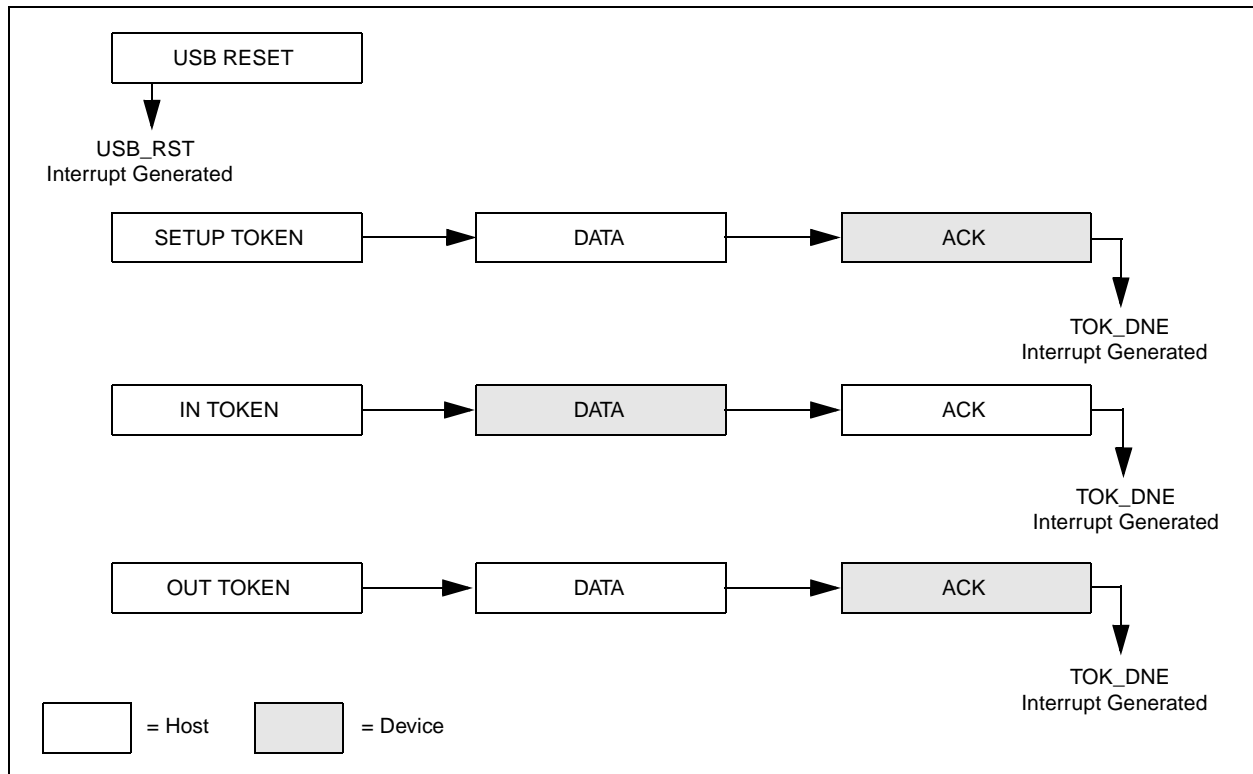 USB RESET
USB_RST
Interrupt Generated
SETUP TOKEN
DATA
ACK
TOK_DNE
Interrupt Generated
IN TOKEN
DATA
ACK
TOK_DNE
Interrupt Generated
OUT TOKEN
DATA
ACK
TOK_DNE
Interrupt Generated
= Host
= Device